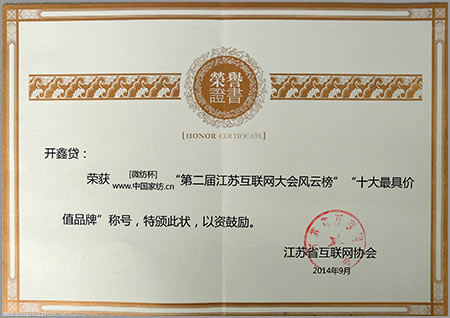 榮譽
證書
[HONOR CERTIFICATE]
开鑫贷：
荣获 [微纺杯] www.中国家纺.cn “第二届江苏互联网大会风云榜” “十大最具价
值品牌” 称号，特颁此状，以资鼓励。
江苏省互联网协会
2014年9月